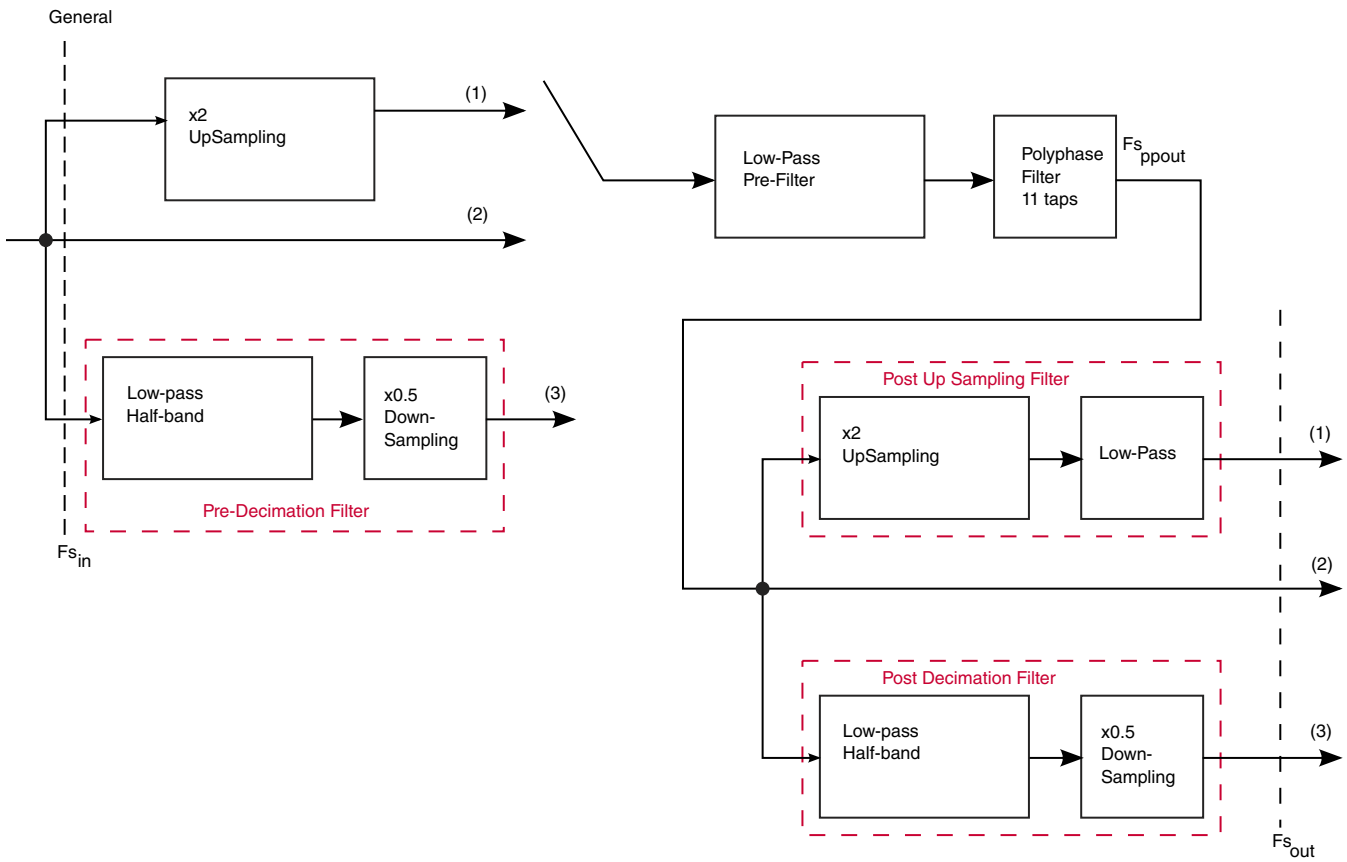 General
x2
UpSampling
(1)
(2)
Low-Pass
Pre-Filter
Polyphase
Filter
11 taps
Fs ppout
Low-pass
Half-band
x0.5
Down-
Sampling
(3)
Pre-Decimation Filter
Fs in
Post Up Sampling Filter
x2
UpSampling
Low-Pass
(1)
(2)
Post Decimation Filter
Low-pass
Half-band
x0.5
Down-
Sampling
(3)
Fs out